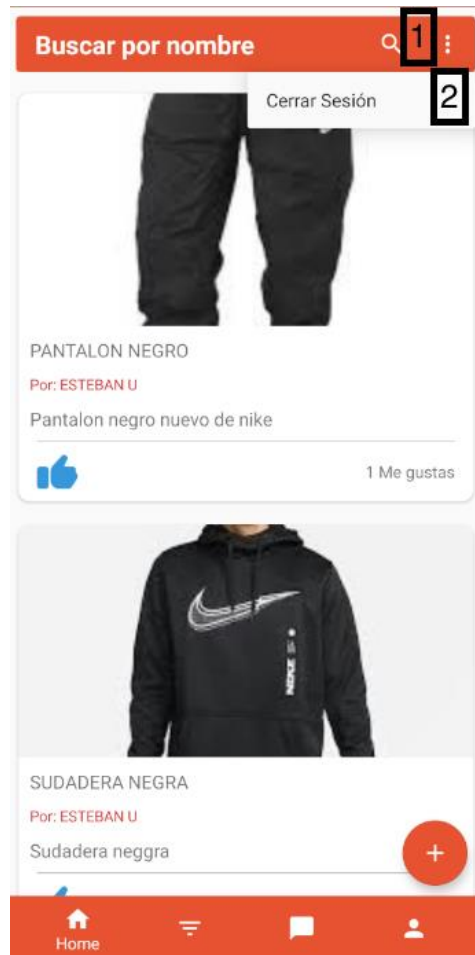 Buscar por nombre
1
Cerrar Sesión
2
PANTALON NEGRO
Por: ESTEBAN U
Pantalon negro nuevo de nike
1 Me gustas
NIKE
SUDADERA NEGRA
Por: ESTEBAN U
Sudadera neggra
+
Home